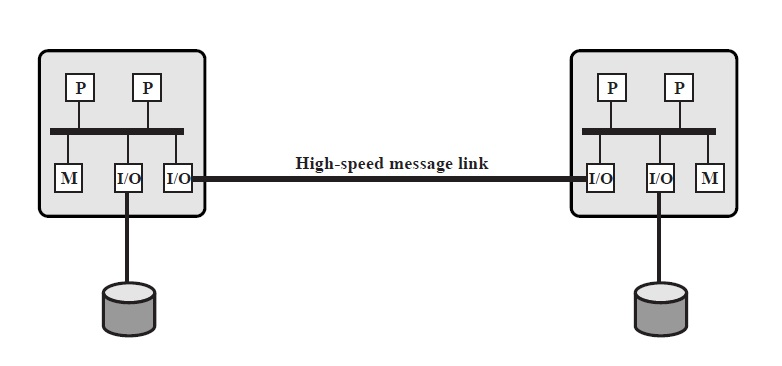 P P
P P
High-speed message link
M I/O I/O
I/O I/O M